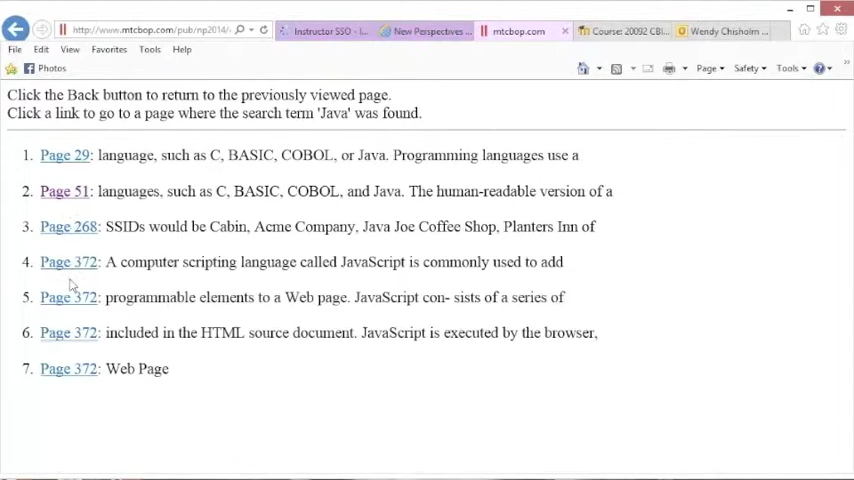 http://www.mtcbop.com/pub/np2014/
Instructor SSO - I...
New Perspectives ...
mtcbop.com
Course: 20092 CBI...
Wendy Chisholm ...
File Edit View Favorites Tools Help
Photos
Page Safety Tools
Click the Back button to return to the previously viewed page.
Click a link to go to a page where the search term 'Java' was found.
1. Page 29: language, such as C, BASIC, COBOL, or Java. Programming languages use a
2. Page 51: languages, such as C, BASIC, COBOL, and Java. The human-readable version of a
3. Page 268: SSIDs would be Cabin, Acme Company, Java Joe Coffee Shop, Planters Inn of
4. Page 372: A computer scripting language called JavaScript is commonly used to add
5. Page 372: programmable elements to a Web page. JavaScript con- sists of a series of
6. Page 372: included in the HTML source document. JavaScript is executed by the browser,
7. Page 372: Web Page